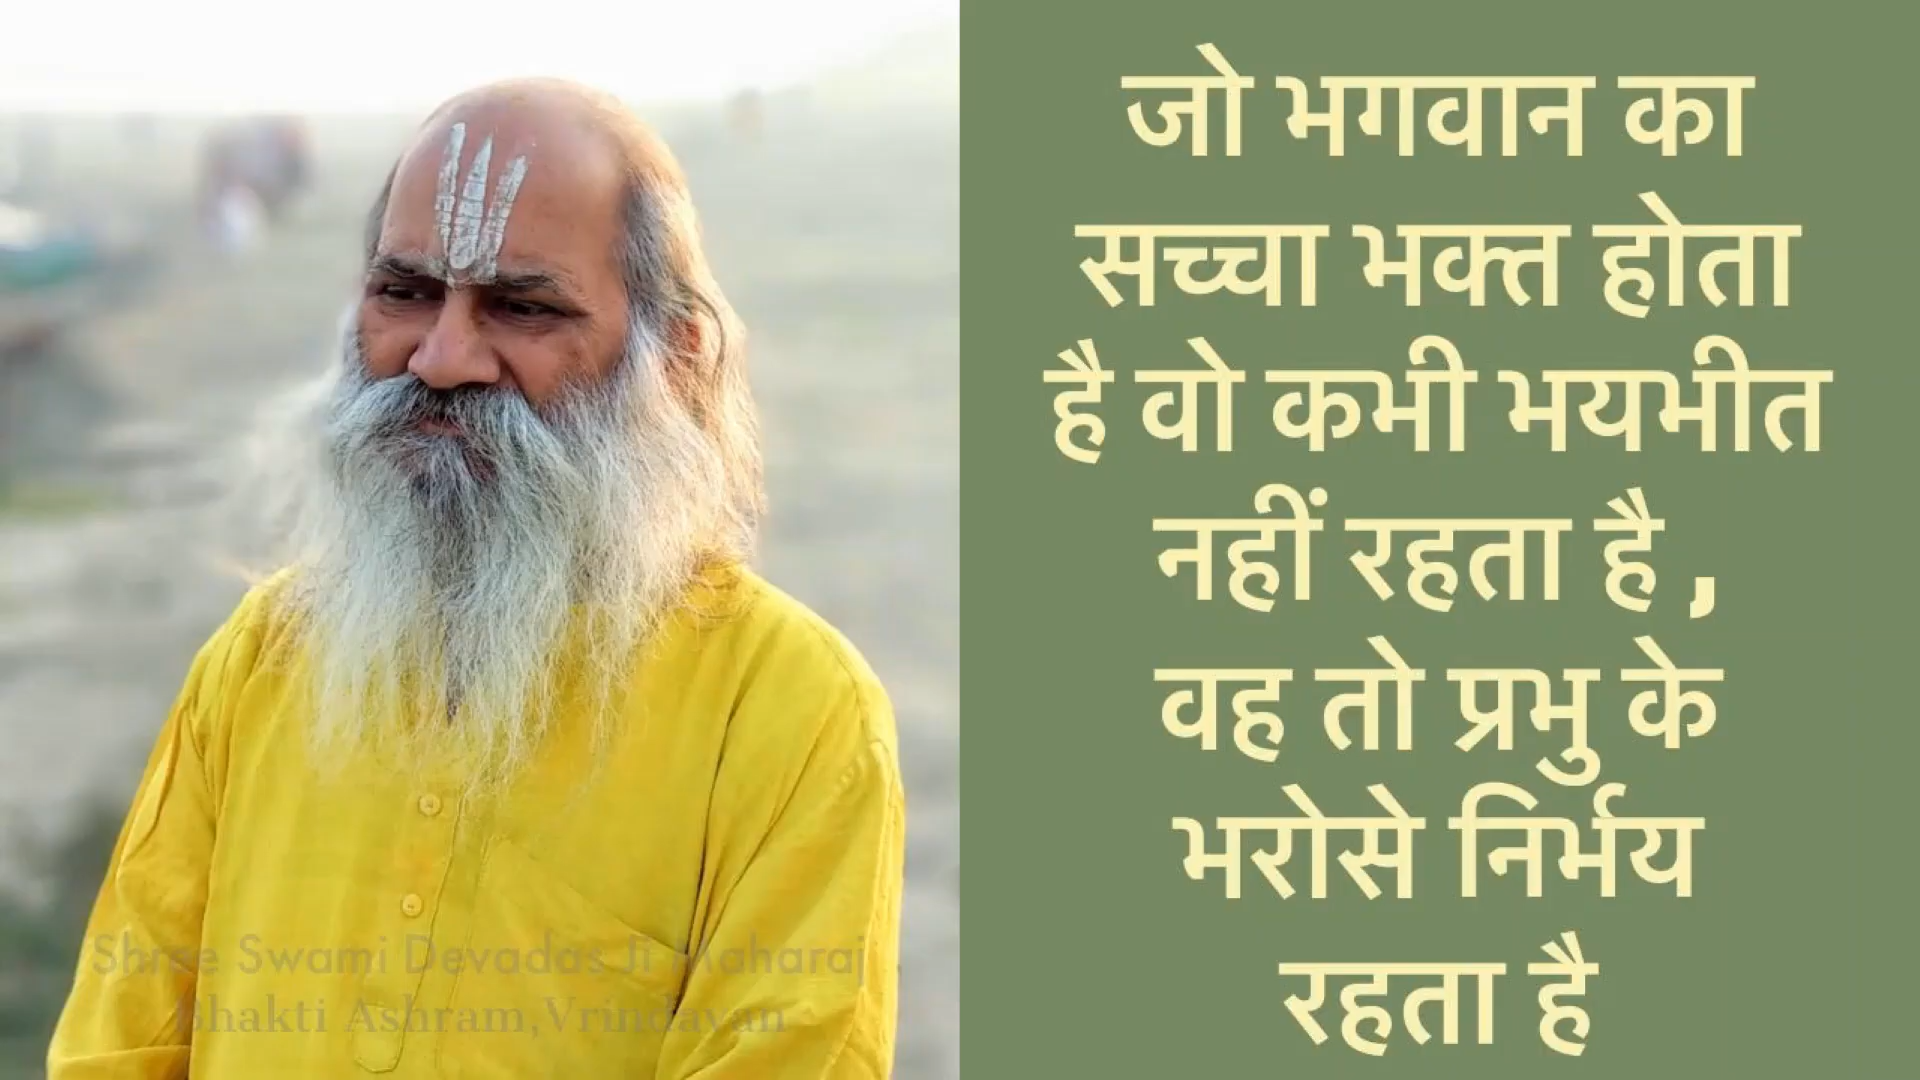 जो भगवान का
सच्चा भक्त होता
है वो कभी भयभीत
नहीं रहता है ,
वह तो प्रभु के
भरोसे निर्भय
रहता है
Shree Swami Devadas Ji Maharaj
Bhakti Ashram,Vrindavan